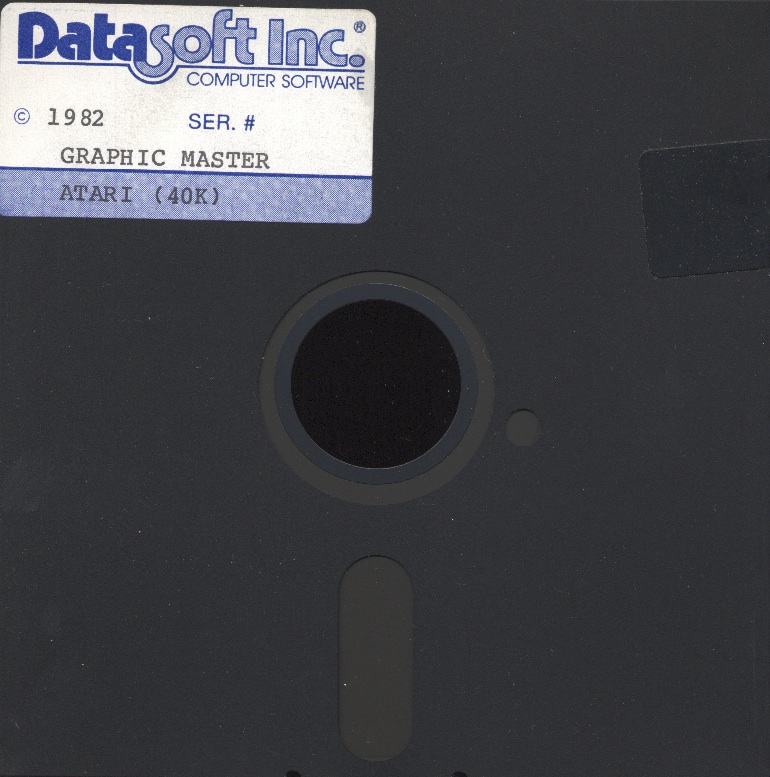 Datasoft Inc.®
COMPUTER SOFTWARE
© 1982 SER. #
GRAPHIC MASTER
ATARI (40K)